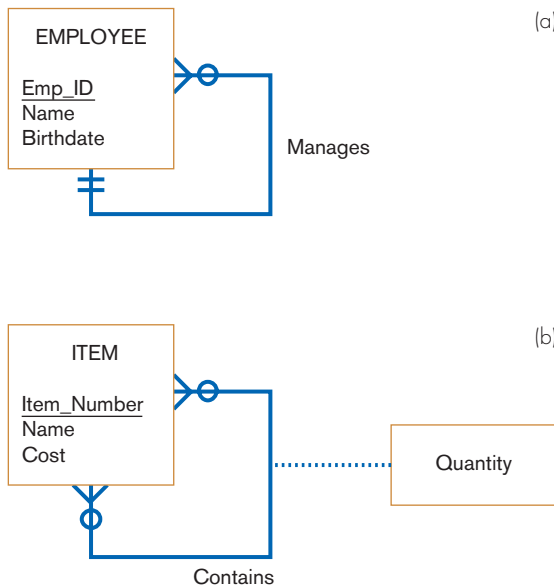 (a)
EMPLOYEE
Emp_ID
Name
Birthdate
Manages
(b)
ITEM
Item_Number
Name
Cost
Quantity
Contains